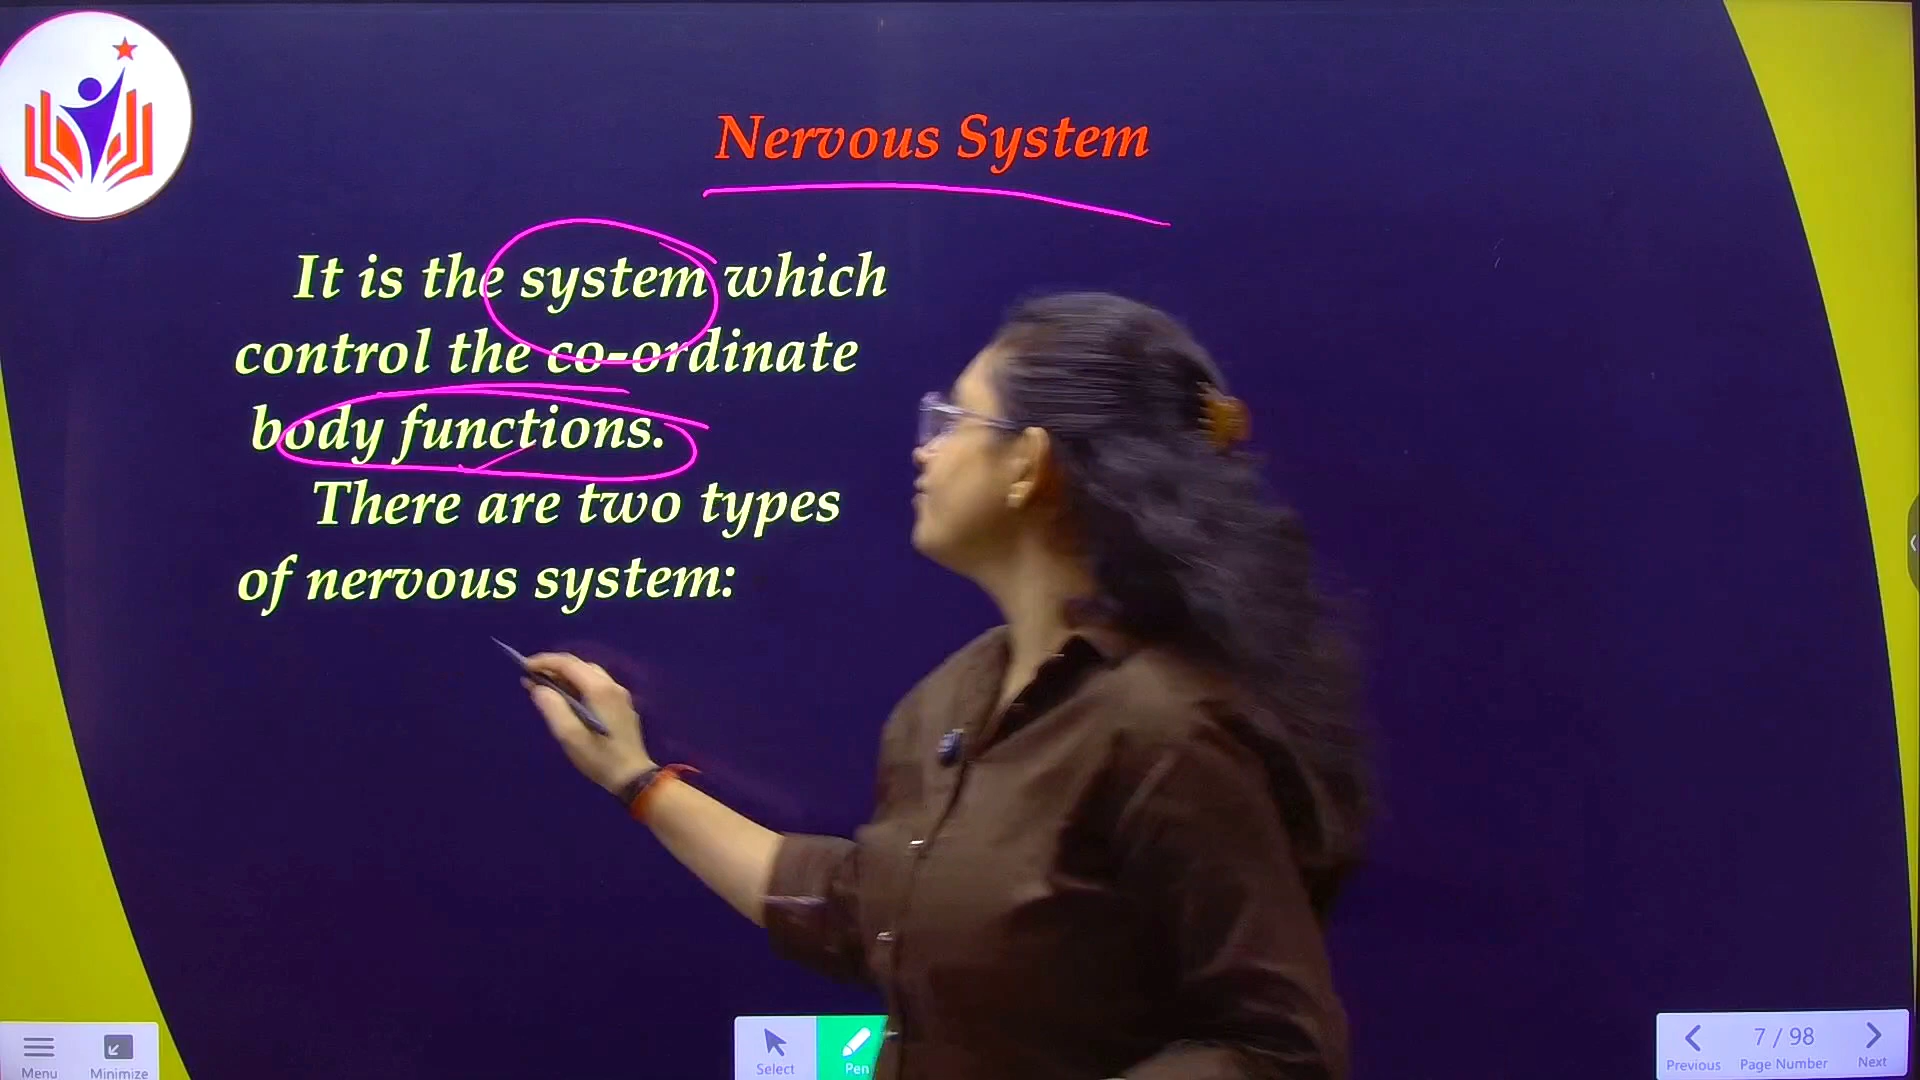 Nervous System
It is the system which
control the co-ordinate
body functions.
There are two types
of nervous system:
Menu
Minimize
Select
Pen
7 / 98
Previous
Page Number
Next